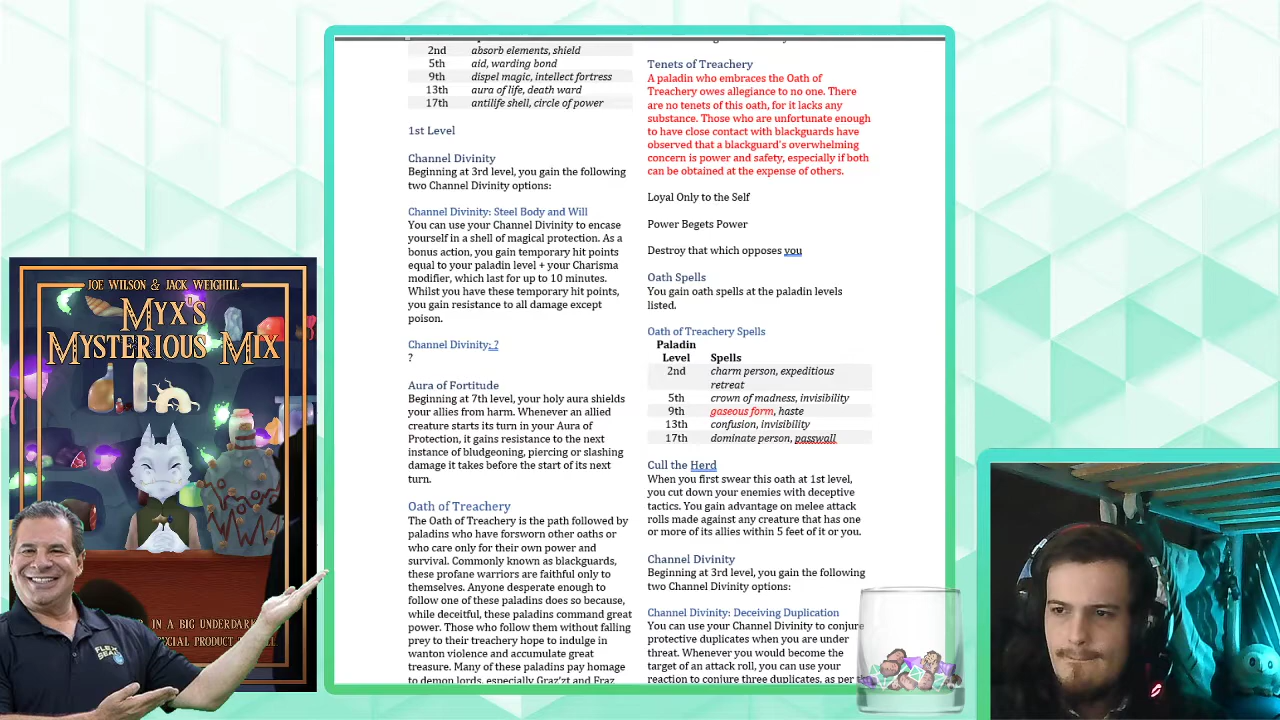 2nd absorb elements, shield
5th aid, warding bond
9th dispel magic, intellect fortress
13th aura of life, death ward
17th antilife shell, circle of power
1st Level
Channel Divinity
Beginning at 3rd level, you gain the following
two Channel Divinity options:
Channel Divinity: Steel Body and Will
You can use your Channel Divinity to encase
yourself in a shell of magical protection. As a
bonus action, you gain temporary hit points
equal to your paladin level + your Charisma
modifier, which last for up to 10 minutes.
Whilst you have these temporary hit points,
you gain resistance to all damage except
poison.
Channel Divinity: ?
?
Aura of Fortitude
Beginning at 7th level, your holy aura shields
your allies from harm. Whenever an allied
creature starts its turn in your Aura of
Protection, it gains resistance to the next
instance of bludgeoning, piercing or slashing
damage it takes before the start of its next
turn.
Oath of Treachery
The Oath of Treachery is the path followed by
paladins who have forsworn other oaths or
who care only for their own power and
survival. Commonly known as blackguards,
these profane warriors are faithful only to
themselves. Anyone desperate enough to
follow one of these paladins does so because,
while deceitful, these paladins command great
power. Those who follow them without falling
prey to their treachery hope to indulge in
wanton violence and accumulate great
treasure. Many of these paladins pay homage
to demon lords, especially Graz'zt and Fraz
Tenets of Treachery
A paladin who embraces the Oath of
Treachery owes allegiance to no one. There
are no tenets of this oath, for it lacks any
substance. Those who are unfortunate enough
to have close contact with blackguards have
observed that a blackguard's overwhelming
concern is power and safety, especially if both
can be obtained at the expense of others.
Loyal Only to the Self
Power Begets Power
Destroy that which opposes you
Oath Spells
You gain oath spells at the paladin levels
listed.
Oath of Treachery Spells
Paladin
Level Spells
2nd charm person, expeditious
retreat
5th crown of madness, invisibility
9th gaseous form, haste
13th confusion, invisibility
17th dominate person, passwall
Cull the Herd
When you first swear this oath at 1st level,
you cut down your enemies with deceptive
tactics. You gain advantage on melee attack
rolls made against any creature that has one
or more of its allies within 5 feet of it or you.
Channel Divinity
Beginning at 3rd level, you gain the following
two Channel Divinity options:
Channel Divinity: Deceiving Duplication
You can use your Channel Divinity to conjure
protective duplicates when you are under
threat. Whenever you would become the
target of an attack roll, you can use your
reaction to conjure three duplicates, as per
JOE WILSON & JACK WEIGHILL
MYX'S
MYSTERIOUS MIX
IN A BIG UNDERDARK
FLEX
SEAL